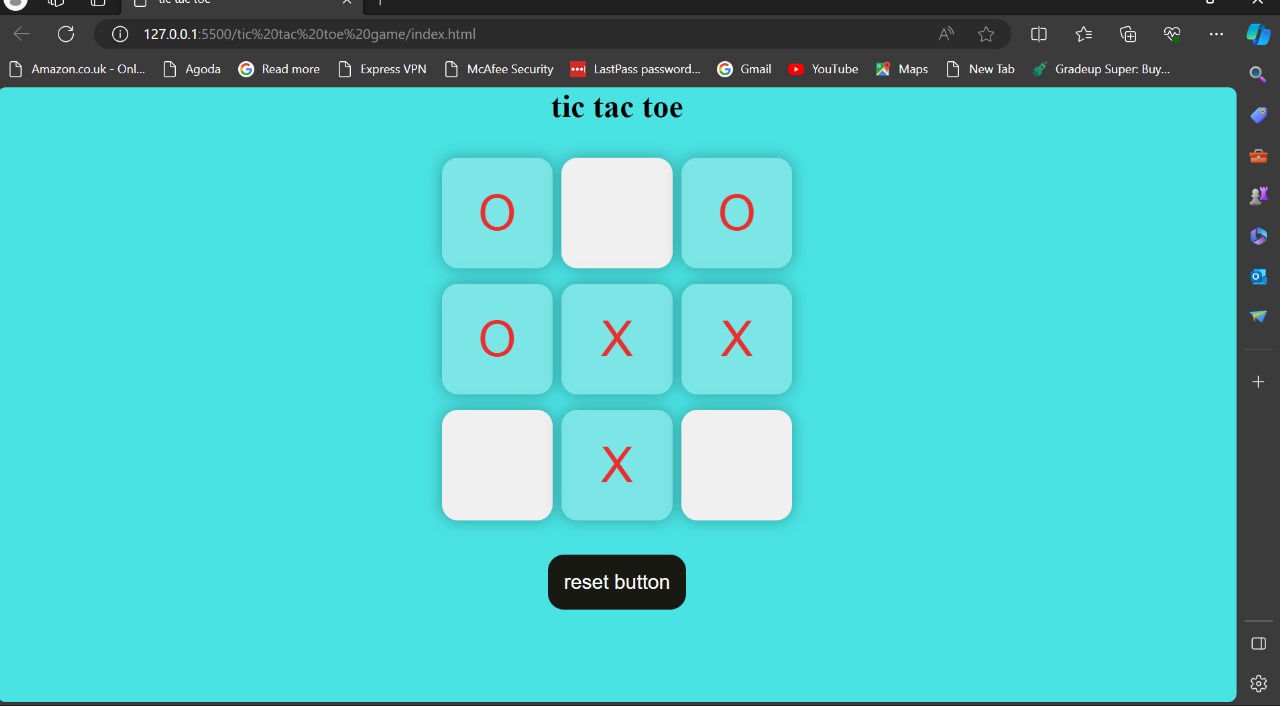 tic tac toe
127.0.0.1:5500/tic%20tac%20toe%20game/index.html
Amazon.co.uk - Onl... Agoda Read more Express VPN McAfee Security LastPass password... Gmail YouTube Maps New Tab Gradeup Super: Buy...
tic tac toe
O O
O X X
X
reset button